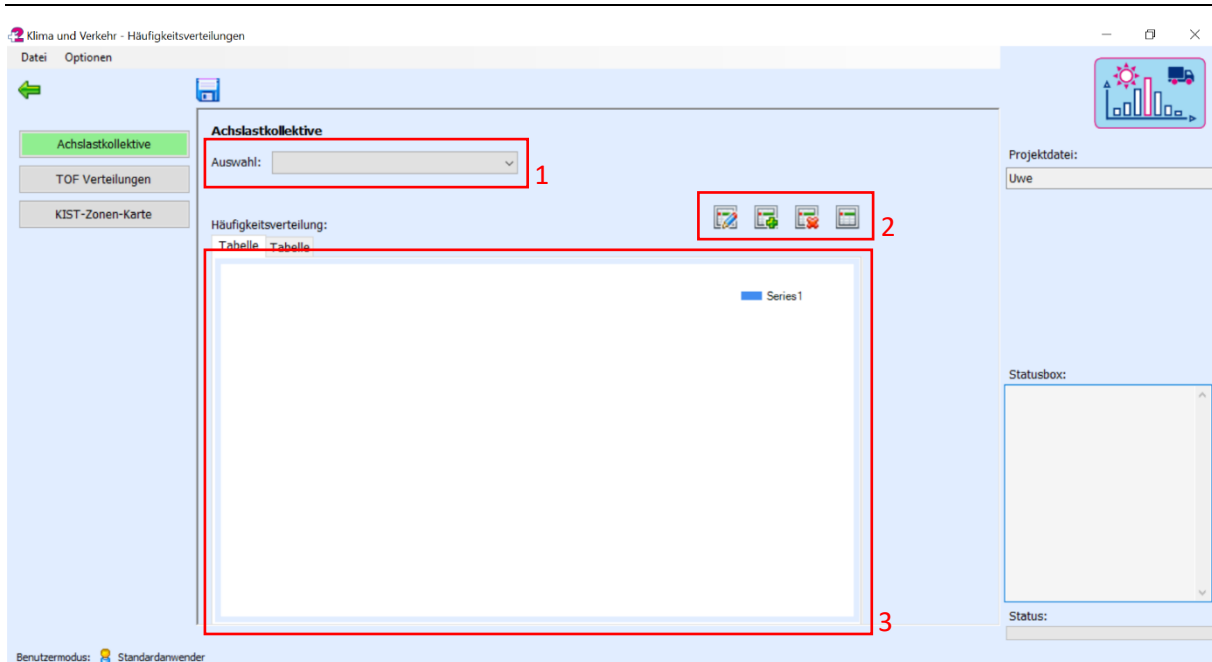 Klima und Verkehr - Häufigkeitsverteilungen
Datei Optionen
Achslastkollektive
TOF Verteilungen
KIST-Zonen-Karte
Achslastkollektive
Auswahl:
1
2
Häufigkeitsverteilung:
Tabelle Tabelle
Series1
3
Projektdatei:
Uwe
Statusbox:
Status:
Benutzermodus: Standardanwender